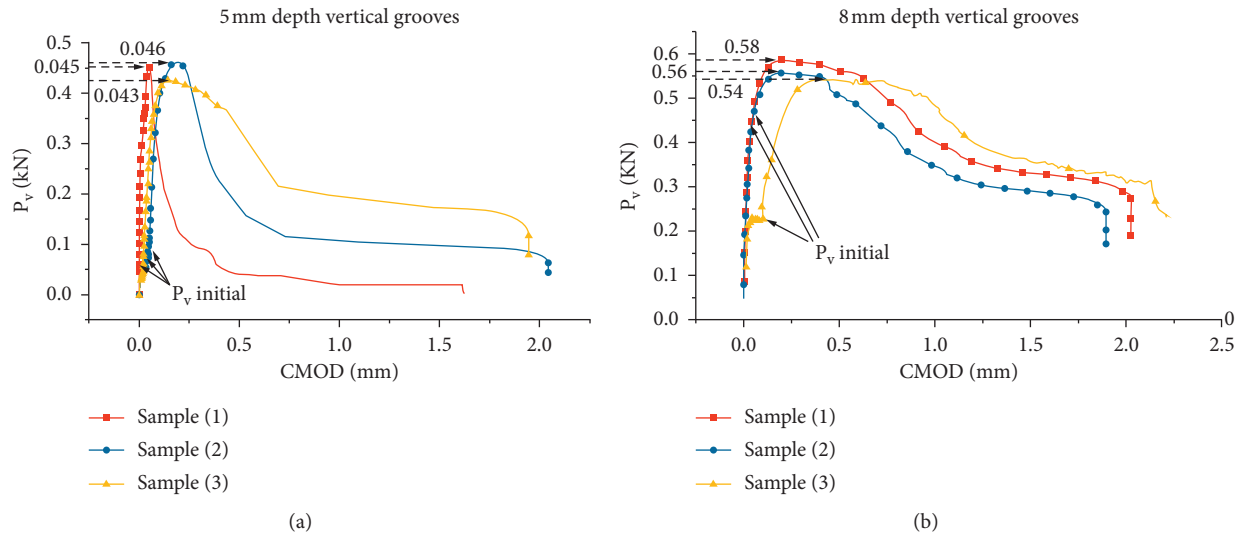 5 mm depth vertical grooves
0.5
0.4
0.3
0.2
0.1
0.0
Pv (kN)
0.046
0.045
0.043
Pv initial
0.0
0.5
1.0
1.5
2.0
CMOD (mm)
Sample (1)
Sample (2)
Sample (3)
(a)
8 mm depth vertical grooves
0.6
0.5
0.4
0.3
0.2
0.1
0.0
Pv (KN)
0.58
0.56
0.54
Pv initial
0
0.0
0.5
1.0
1.5
2.0
2.5
CMOD (mm)
Sample (1)
Sample (2)
Sample (3)
(b)